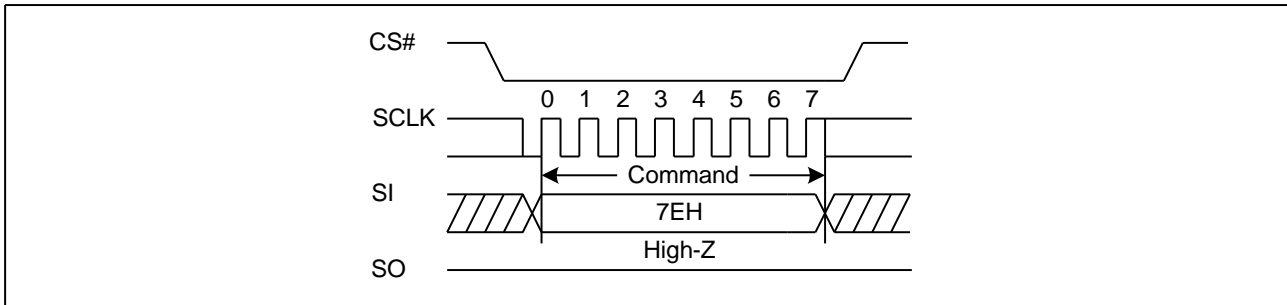 CS#
0 1 2 3 4 5 6 7
SCLK
Command
SI
7EH
High-Z
SO